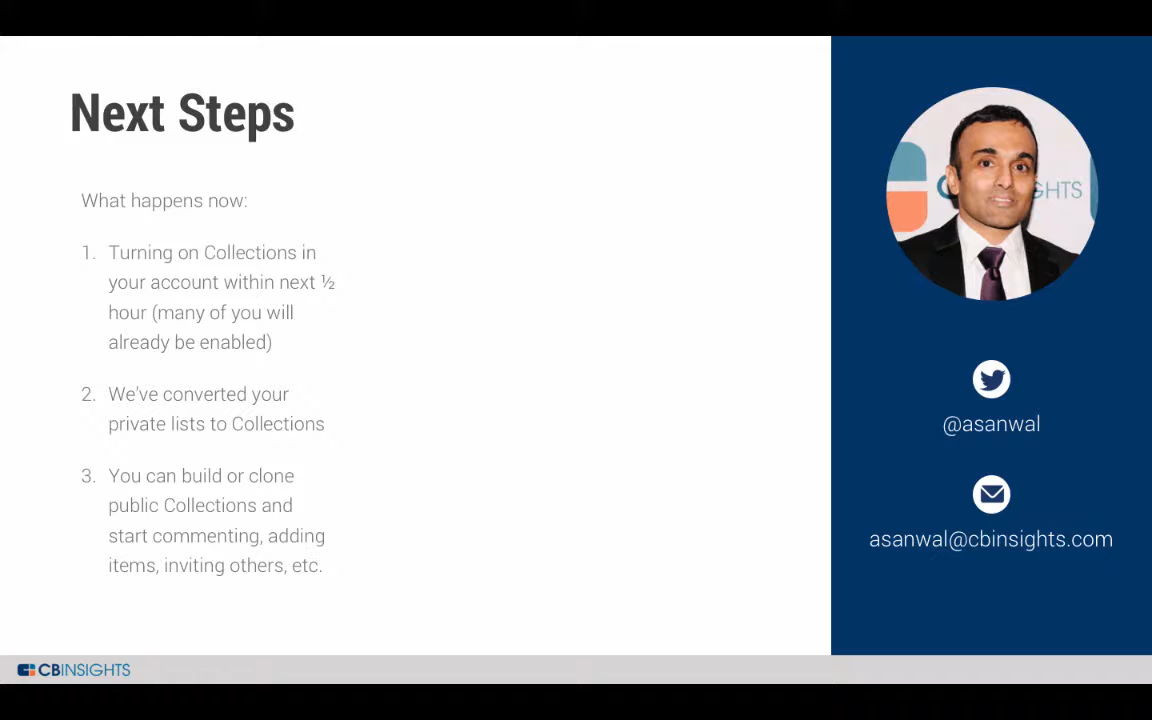 Next Steps
What happens now:
1. Turning on Collections in
your account within next ½
hour (many of you will
already be enabled)
2. We've converted your
private lists to Collections
3. You can build or clone
public Collections and
start commenting, adding
items, inviting others, etc.
GHTS
@asanwal
asanwal@cbinsights.com
CBINSIGHTS